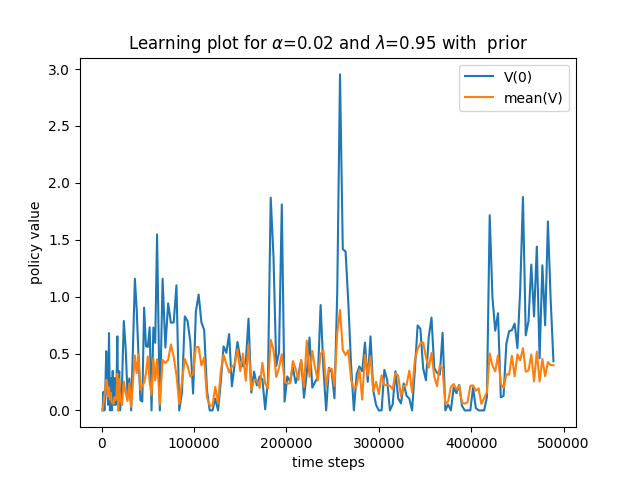 Learning plot for α=0.02 and λ=0.95 with  prior
V(0)
mean(V)
policy value
3.0
2.5
2.0
1.5
1.0
0.5
0.0
0 100000 200000 300000 400000 500000
time steps